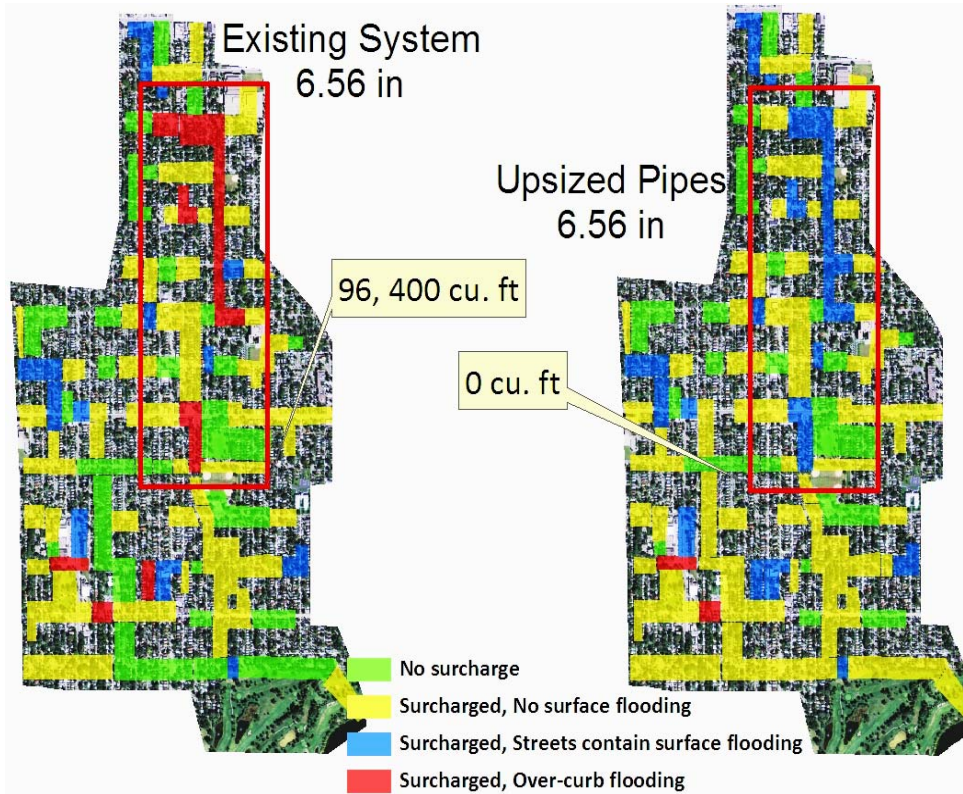 Existing System
6.56 in
Upsized Pipes
6.56 in
96, 400 cu. ft
0 cu. ft
No surcharge
Surcharged, No surface flooding
Surcharged, Streets contain surface flooding
Surcharged, Over-curb flooding